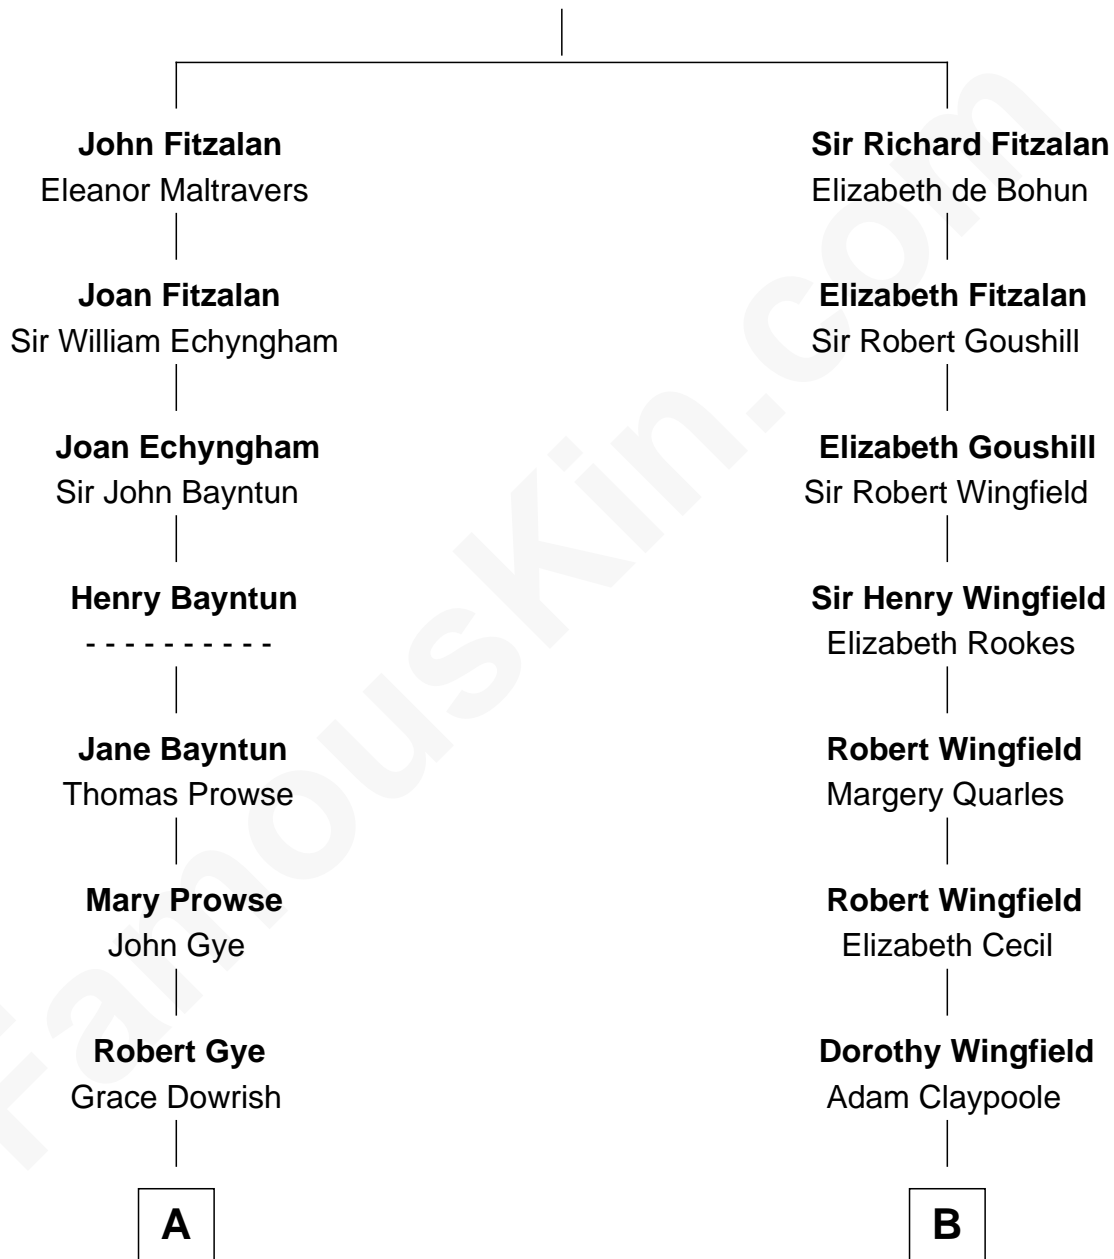 John Fitzalan
Eleanor Maltravers
Joan Fitzalan
Sir William Echyngham
Joan Echyngham
Sir John Bayntun
Henry Bayntun
- - - - - - - - - -
Jane Bayntun
Thomas Prowse
Mary Prowse
John Gye
Robert Gye
Grace Dowrish
A
Sir Richard Fitzalan
Elizabeth de Bohun
Elizabeth Fitzalan
Sir Robert Goushill
Elizabeth Goushill
Sir Robert Wingfield
Sir Henry Wingfield
Elizabeth Rookes
Robert Wingfield
Margery Quarles
Robert Wingfield
Elizabeth Cecil
Dorothy Wingfield
Adam Claypoole
B
FamousKin.com